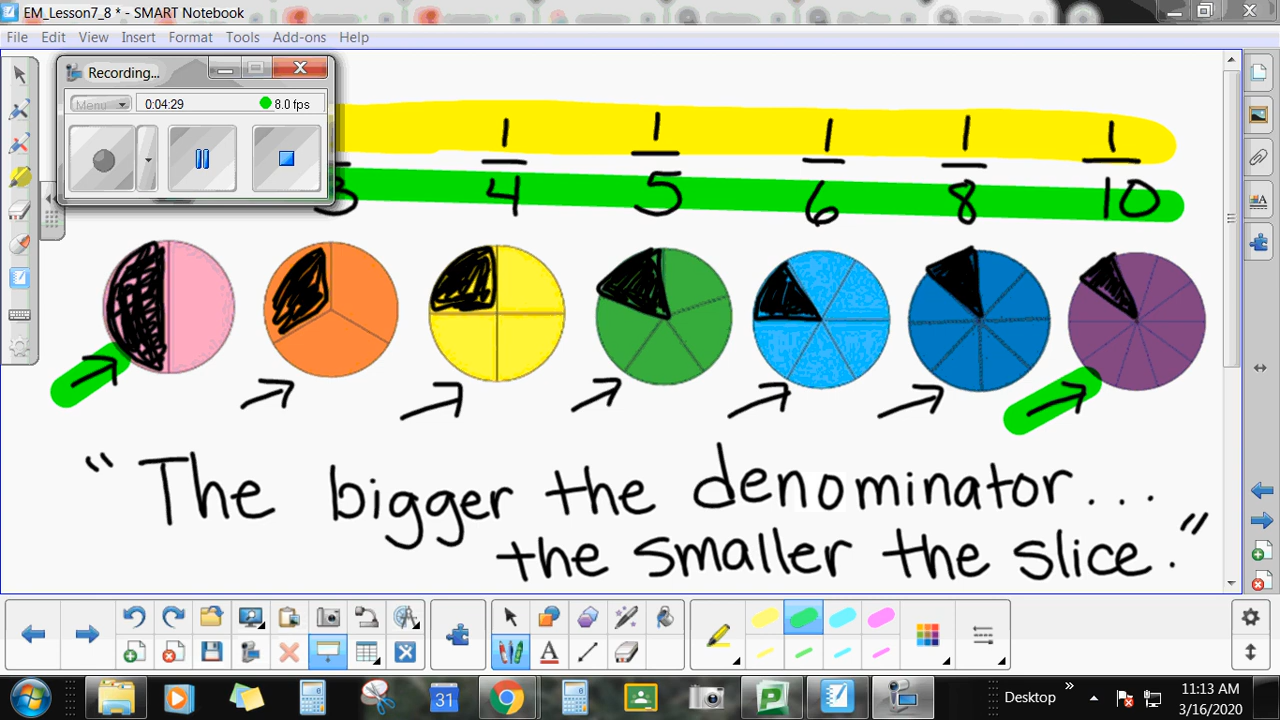 EM_Lesson7_8 * - SMART Notebook
File Edit View Insert Format Tools Add-ons Help
Recording...
Menu 0:04:29 8.0 fps
1 1 1 1 1
3 4 5 6 8 10
"The bigger the denominator...
the smaller the slice."
A
31
Desktop
11:13 AM
3/16/2020